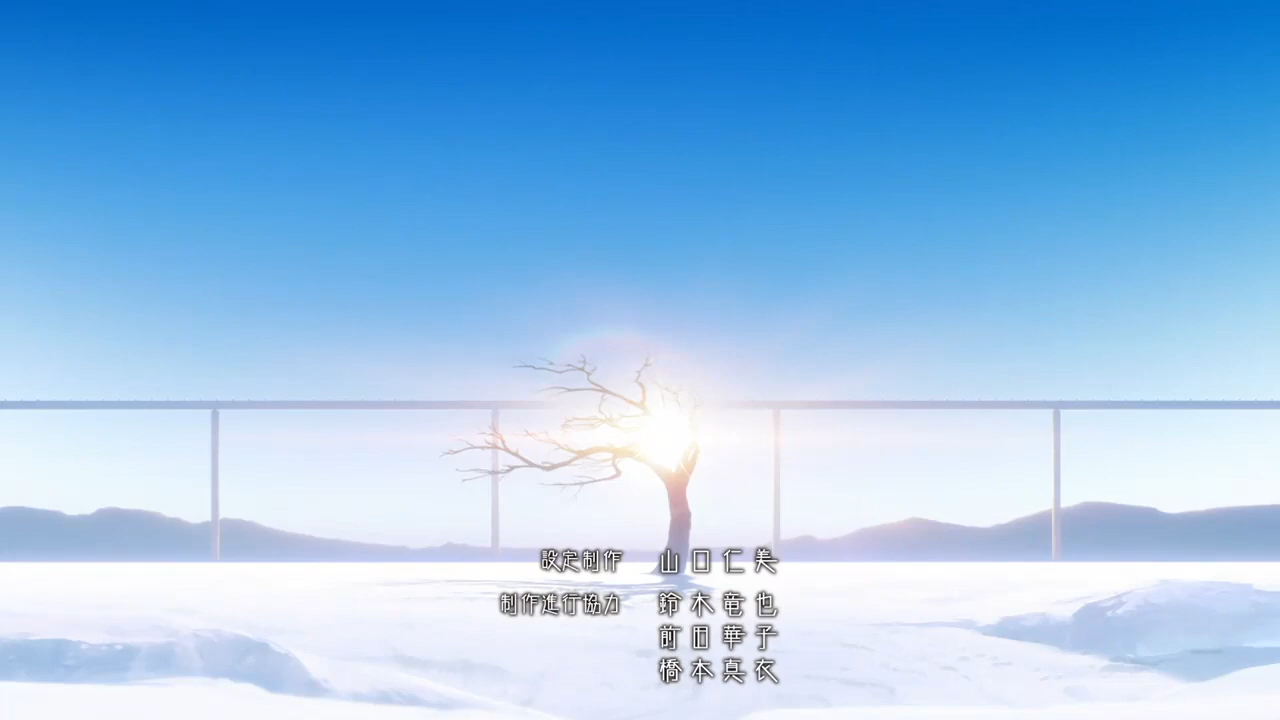 設定制作 山口仁美
制作進行協力 鈴木竜也
前田華子
橋本真衣